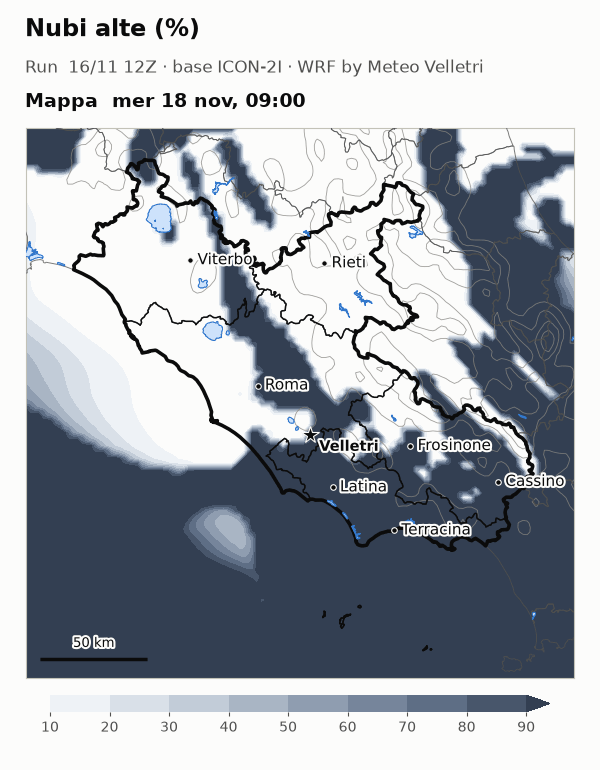 Nubi alte (%)
Run  16/11 12Z · base ICON-2I · WRF by Meteo Velletri
Mappa  mer 18 nov, 09:00
Viterbo
Rieti
Roma
Velletri
Frosinone
Cassino
Latina
Terracina
50 km
10 20 30 40 50 60 70 80 90